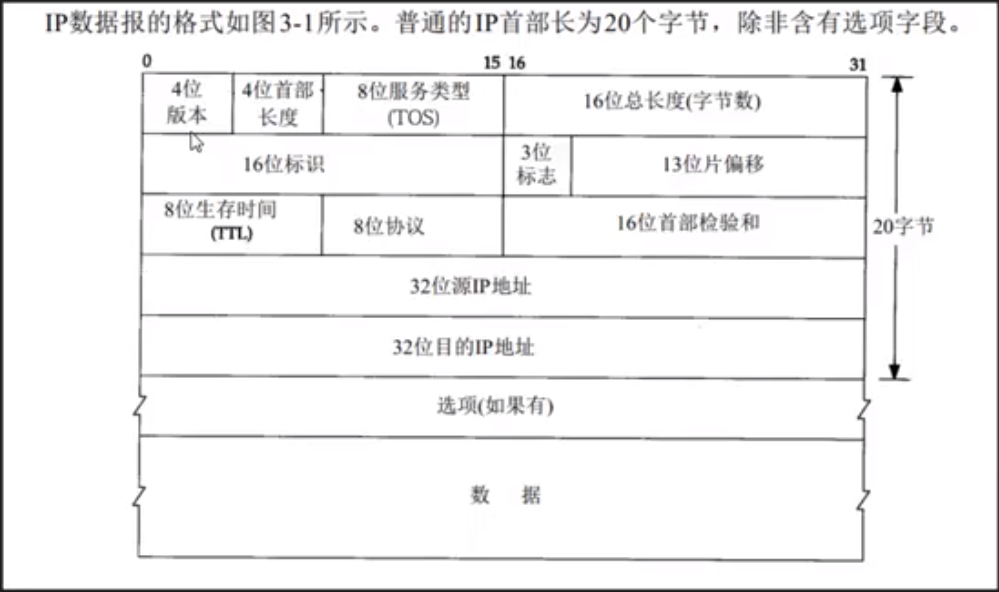 IP数据报的格式如图3-1所示。普通的IP首部长为20个字节，除非含有选项字段。
0 15 16 31
4位版本 4位首部长度 8位服务类型(TOS) 16位总长度(字节数)
16位标识 3位标志 13位片偏移
8位生存时间(TTL) 8位协议 16位首部检验和
20字节
32位源IP地址
32位目的IP地址
选项(如果有)
数 据